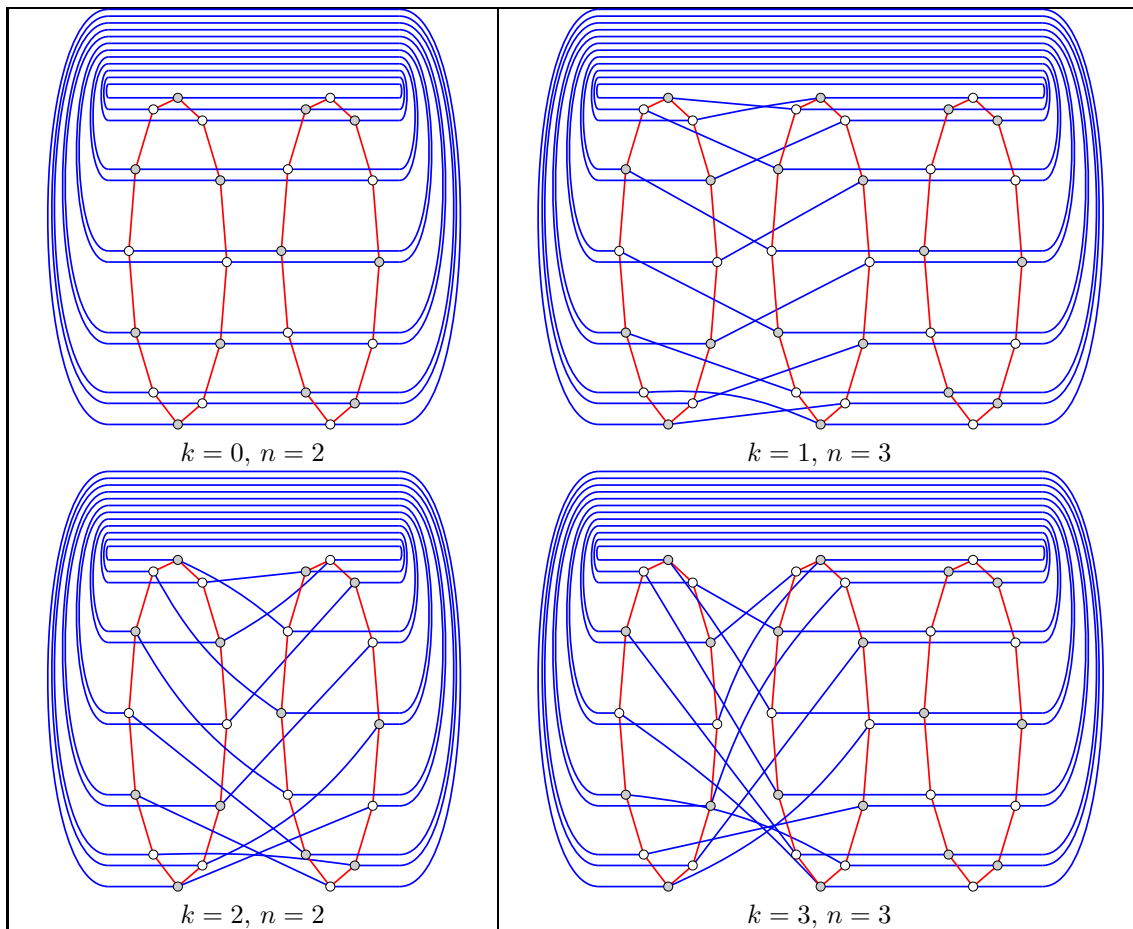 k = 0, n = 2
k = 1, n = 3
k = 2, n = 2
k = 3, n = 3